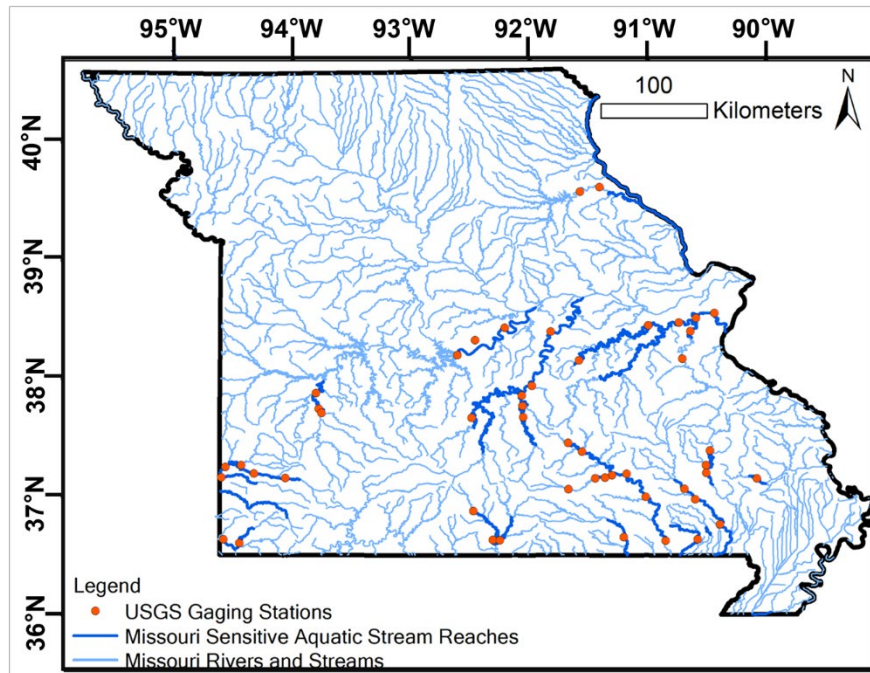 95°W 94°W 93°W 92°W 91°W 90°W
100
Kilometers
N
40°N
39°N
38°N
37°N
36°N
Legend
USGS Gaging Stations
Missouri Sensitive Aquatic Stream Reaches
Missouri Rivers and Streams